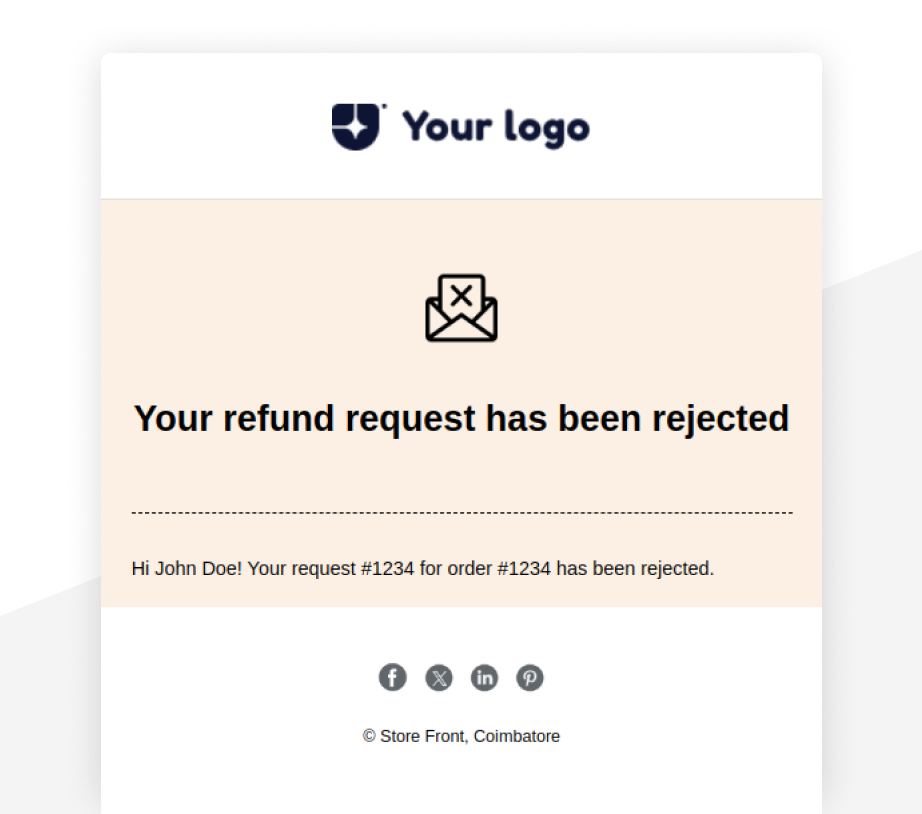 Your logo
Your refund request has been rejected
Hi John Doe! Your request #1234 for order #1234 has been rejected.
© Store Front, Coimbatore